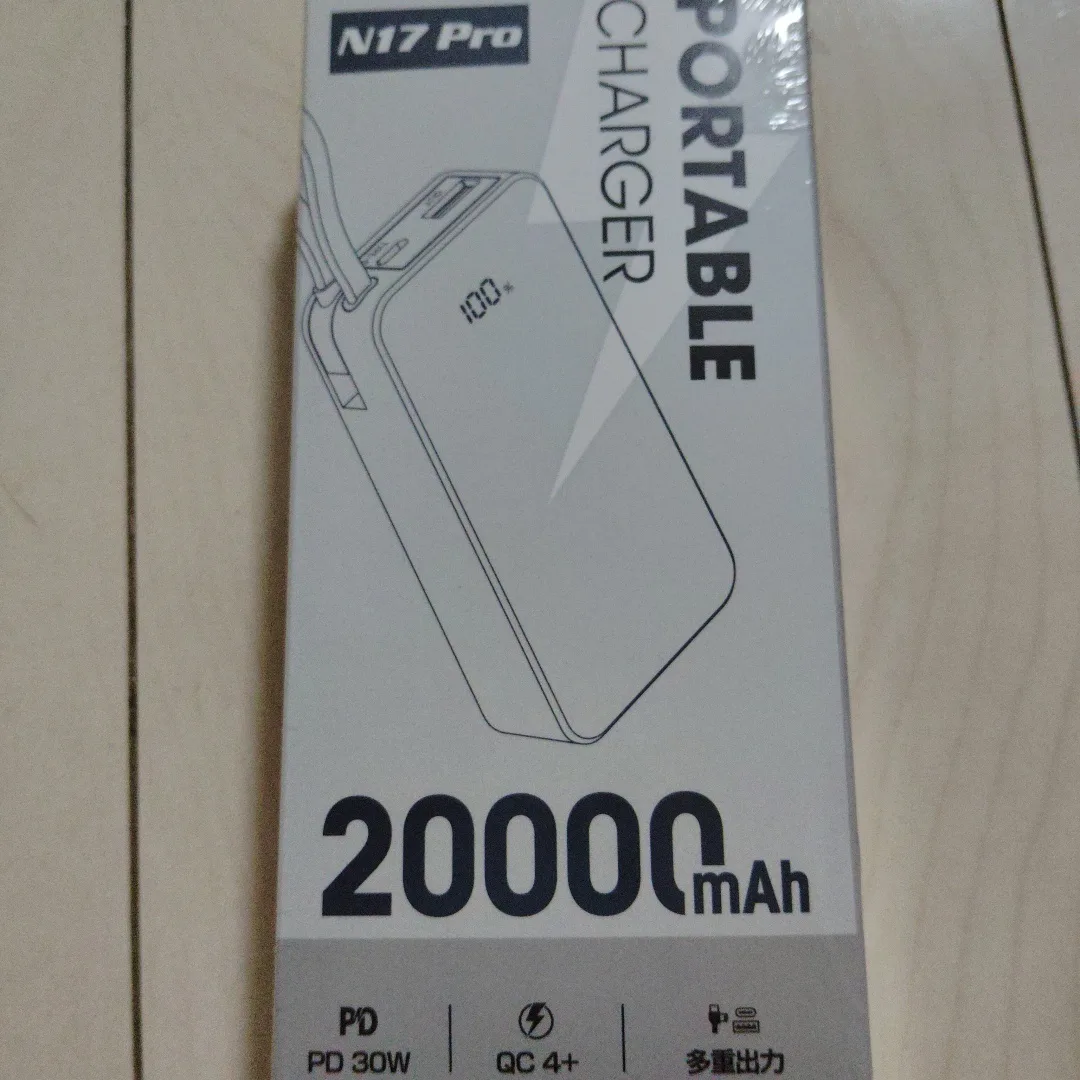 N17 Pro
PORTABLE
CHARGER
100%
20000mAh
PD
PD 30W
QC 4+
多重出力